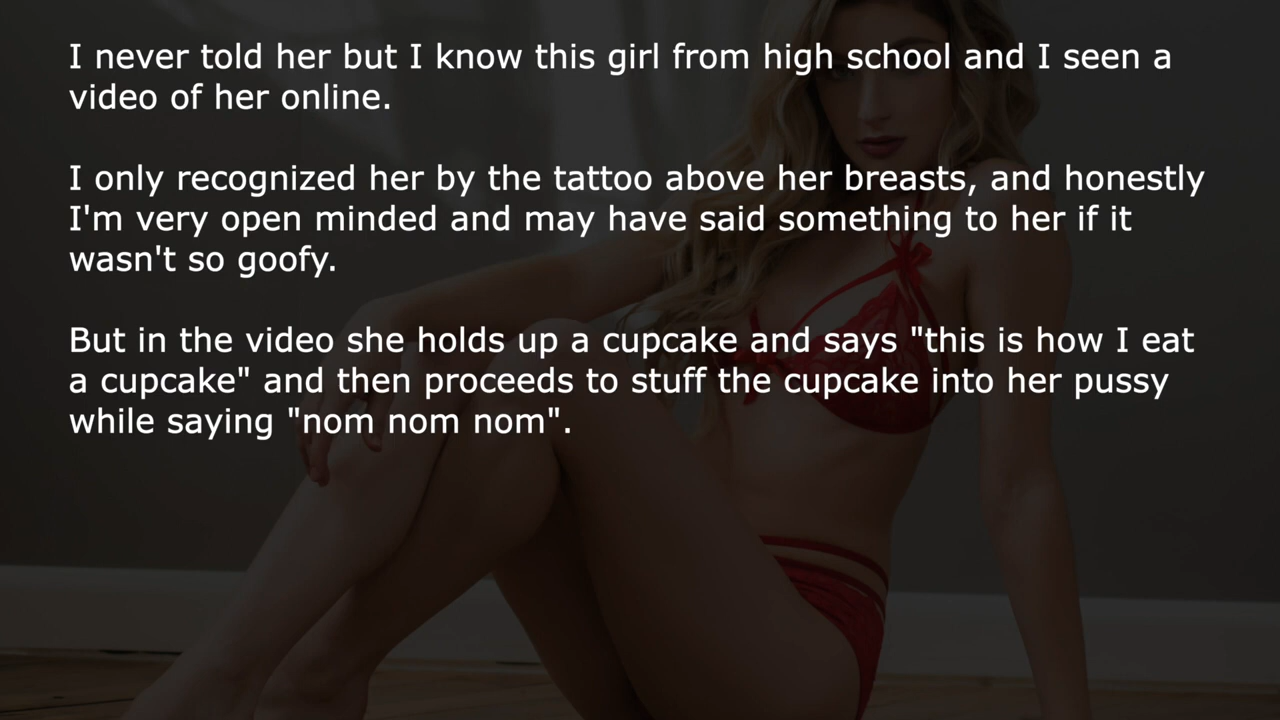 I never told her but I know this girl from high school and I seen a
video of her online.
I only recognized her by the tattoo above her breasts, and honestly
I'm very open minded and may have said something to her if it
wasn't so goofy.
But in the video she holds up a cupcake and says "this is how I eat
a cupcake" and then proceeds to stuff the cupcake into her pussy
while saying "nom nom nom".